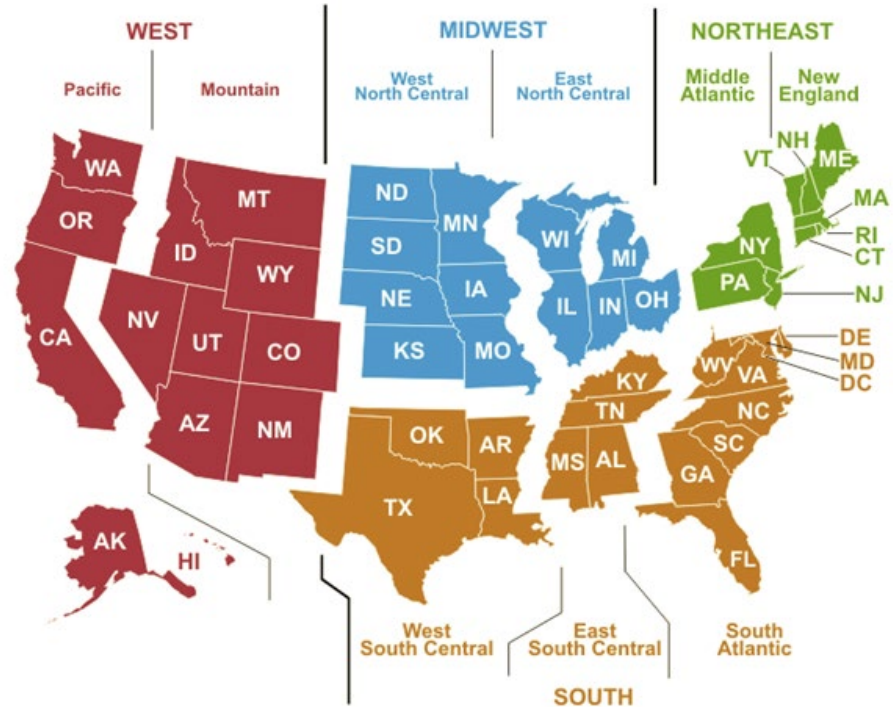 WEST
MIDWEST
NORTHEAST
Pacific
Mountain
West
North Central
East
North Central
Middle
Atlantic
New
England
WA
OR
CA
NV
ID
MT
WY
UT
CO
AZ
NM
AK
HI
ND
SD
NE
KS
MN
IA
MO
WI
MI
IL
IN
OH
NH
VT
ME
MA
RI
CT
NY
PA
NJ
DE
MD
DC
WV
VA
KY
TN
NC
SC
GA
FL
OK
AR
TX
LA
MS
AL
West
South Central
East
South Central
South
Atlantic
SOUTH